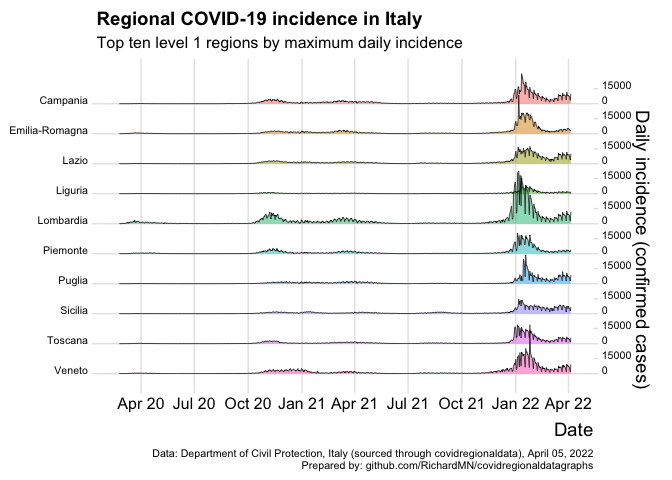 Regional COVID-19 incidence in Italy
Top ten level 1 regions by maximum daily incidence
Campania
15000
0
Emilia-Romagna
15000
0
Lazio
15000
0
Liguria
15000
0
Lombardia
15000
0
Piemonte
15000
0
Puglia
15000
0
Sicilia
15000
0
Toscana
15000
0
Veneto
15000
0
Daily incidence (confirmed cases)
Apr 20 Jul 20 Oct 20 Jan 21 Apr 21 Jul 21 Oct 21 Jan 22 Apr 22
Date
Data: Department of Civil Protection, Italy (sourced through covidregionaldata), April 05, 2022
Prepared by: github.com/RichardMN/covidregionaldatagraphs